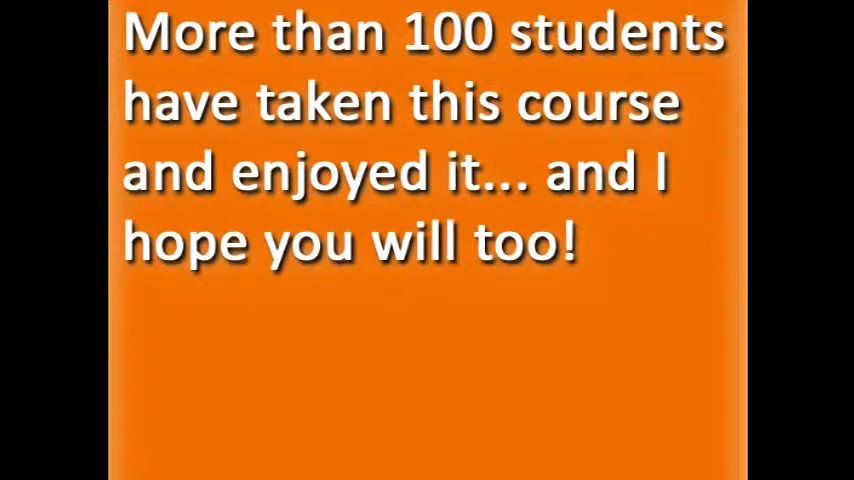 More than 100 students
have taken this course
and enjoyed it... and I
hope you will too!